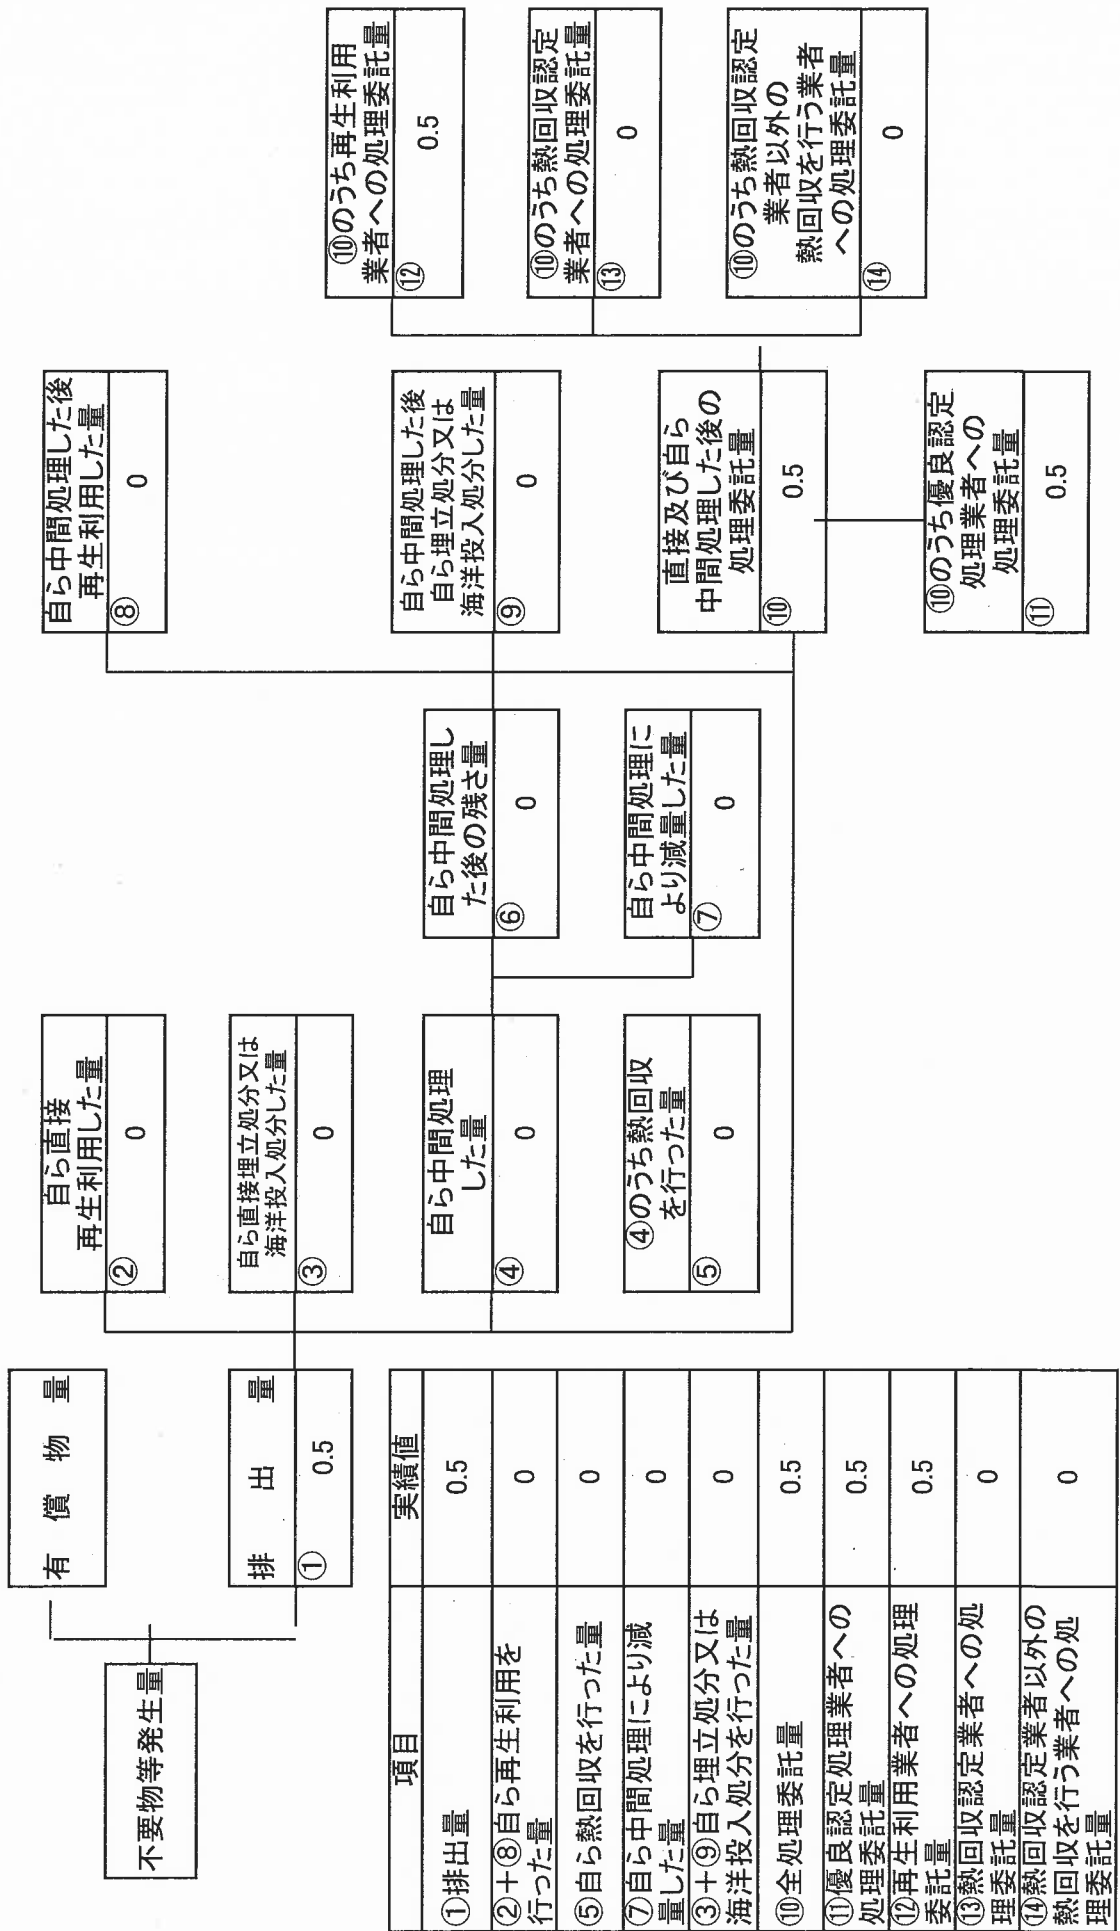 不要物等発生量
有償物量
排出量
①
0.5
自ら直接
再生利用した量
②
0
自ら直接埋立処分又は
海洋投入処分した量
③
0
自ら中間処理
した量
④
0
④のうち熱回収
を行った量
⑤
0
自ら中間処理し
た後の残さ量
⑥
0
自ら中間処理に
より減量した量
⑦
0
自ら中間処理した後
再生利用した量
⑧
0
自ら中間処理した後
自ら埋立処分又は
海洋投入処分した量
⑨
0
直接及び自ら
中間処理した後の
処理委託量
⑩
0.5
⑩のうち優良認定
処理業者への
処理委託量
⑪
0.5
⑩のうち再生利用
業者への処理委託量
⑫
0.5
⑩のうち熱回収認定
業者への処理委託量
⑬
0
⑩のうち熱回収認定
業者以外の
熱回収を行う業者
への処理委託量
⑭
0
項目 実績値
①排出量 0.5
②+⑧自ら再生利用を
行った量 0
⑤自ら熱回収を行った量 0
⑦自ら中間処理により減
量した量 0
③+⑨自ら埋立処分又は
海洋投入処分を行った量 0
⑩全処理委託量 0.5
⑪優良認定処理業者への
処理委託量 0.5
⑫再生利用業者への処理
委託量 0.5
⑬熱回収認定業者への処
理委託量 0
⑭熱回収認定業者以外の
熱回収を行う業者への処
理委託量 0